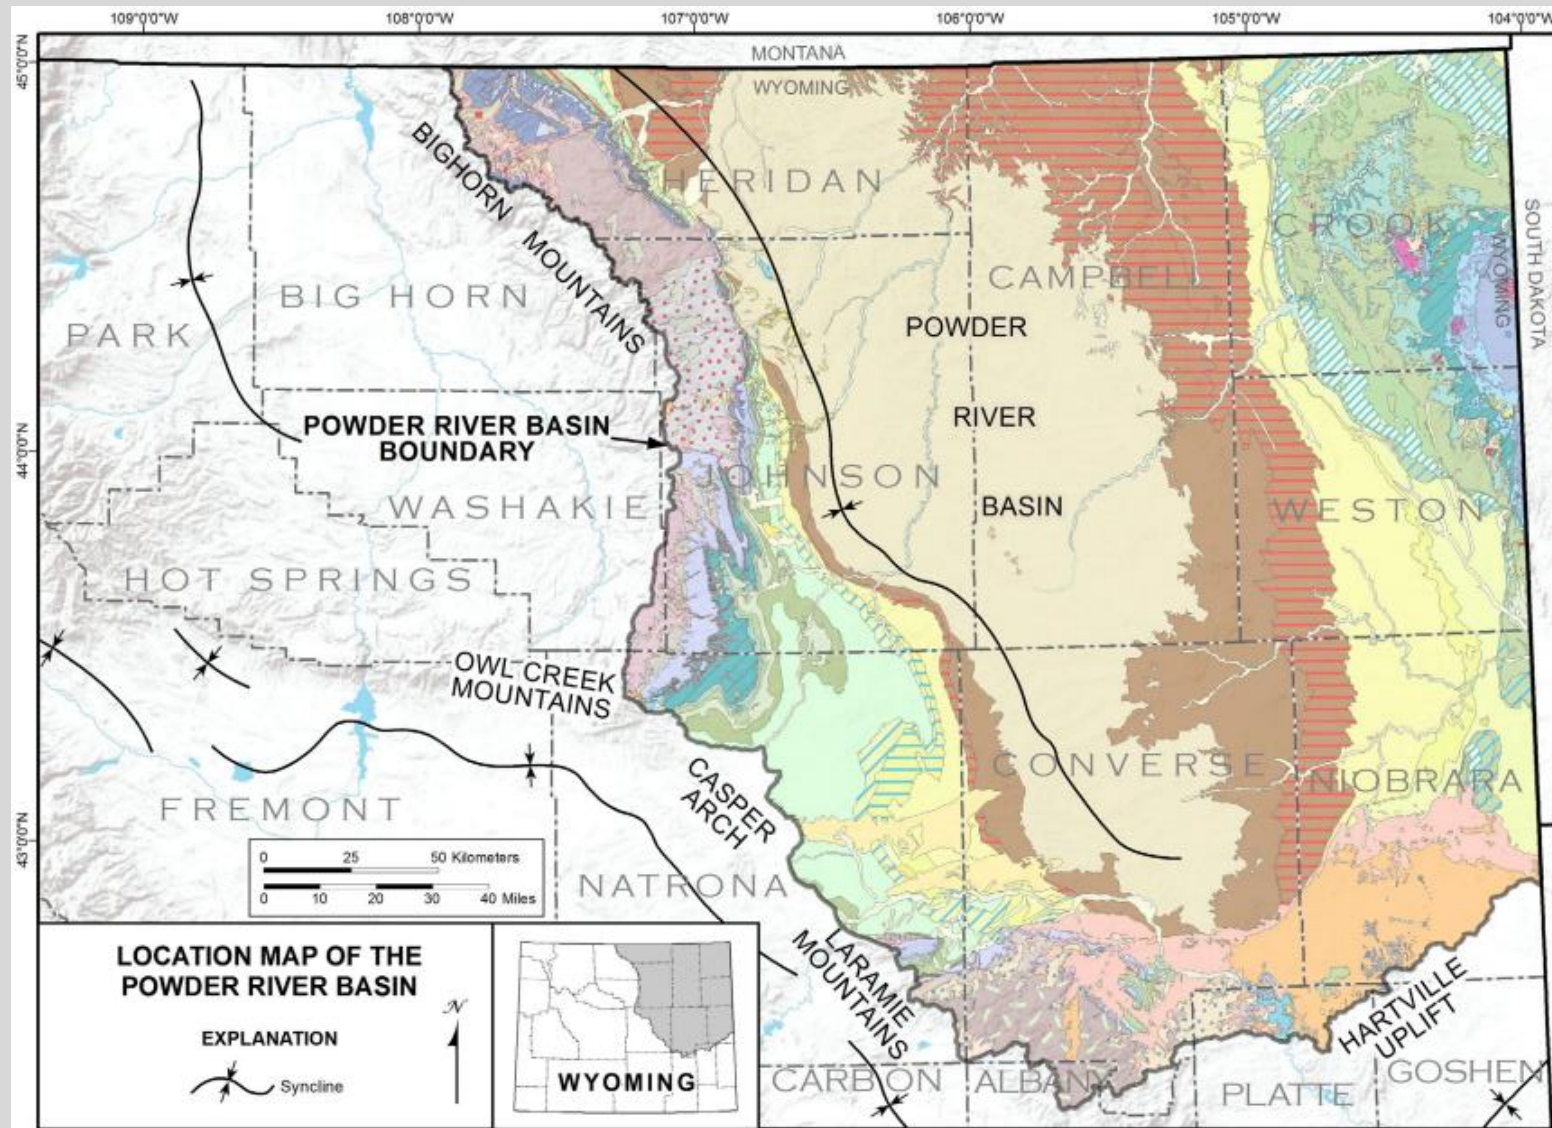 109°0'0"W
108°0'0"W
107°0'0"W
106°0'0"W
105°0'0"W
104°0'0"W
45°0'0"N
44°0'0"N
43°0'0"N
MONTANA
WYOMING
SOUTH DAKOTA
WYOMING
BIGHORN
MOUNTAINS
SHERIDAN
CROOK
CAMPBELL
BIG HORN
PARK
POWDER
RIVER
BASIN
POWDER RIVER BASIN
BOUNDARY
JOHNSON
WASHAKIE
WESTON
HOT SPRINGS
OWL CREEK
MOUNTAINS
CASPER
ARCH
CONVERSE
NIOBRARA
FREMONT
NATRONA
0 25 50 Kilometers
0 10 20 30 40 Miles
LARAMIE
MOUNTAINS
HARTVILLE
UPLIFT
CARBON
ALBANY
PLATTE
GOSHEN
LOCATION MAP OF THE
POWDER RIVER BASIN
EXPLANATION
Syncline
N
WYOMING